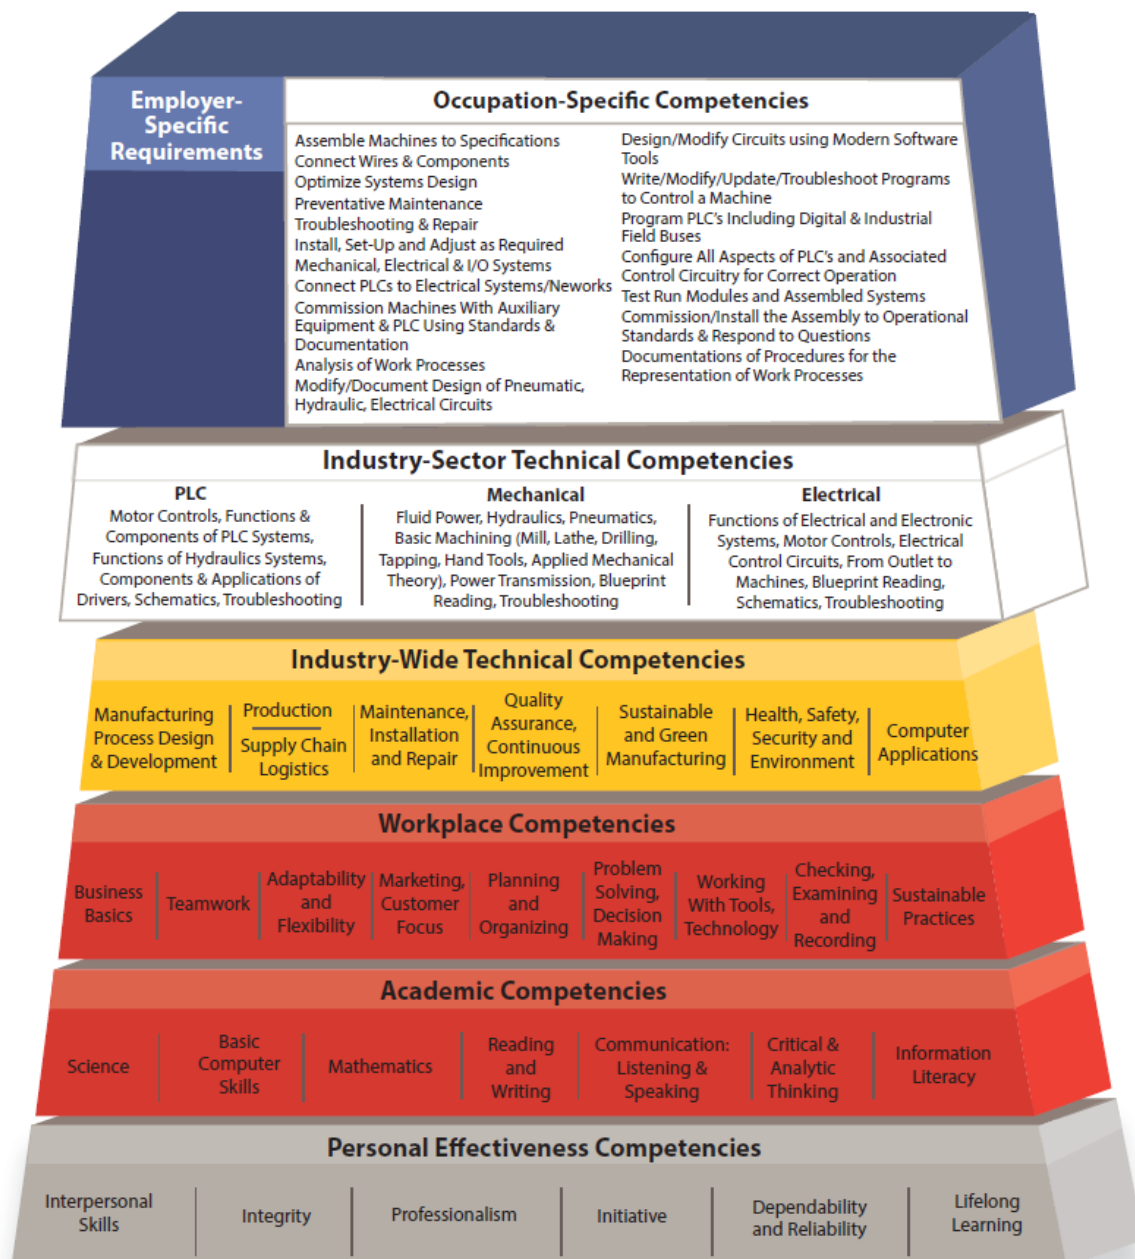 Employer-
Specific
Requirements
Occupation-Specific Competencies
Assemble Machines to Specifications
Connect Wires & Components
Optimize Systems Design
Preventative Maintenance
Troubleshooting & Repair
Install, Set-Up and Adjust as Required
Mechanical, Electrical & I/O Systems
Connect PLCs to Electrical Systems/Neworks
Commission Machines With Auxiliary
Equipment & PLC Using Standards &
Documentation
Analysis of Work Processes
Modify/Document Design of Pneumatic,
Hydraulic, Electrical Circuits
Design/Modify Circuits using Modern Software
Tools
Write/Modify/Update/Troubleshoot Programs
to Control a Machine
Program PLC's Including Digital & Industrial
Field Buses
Configure All Aspects of PLC's and Associated
Control Circuitry for Correct Operation
Test Run Modules and Assembled Systems
Commission/Install the Assembly to Operational
Standards & Respond to Questions
Documentations of Procedures for the
Representation of Work Processes
Industry-Sector Technical Competencies
PLC
Motor Controls, Functions &
Components of PLC Systems,
Functions of Hydraulics Systems,
Components & Applications of
Drivers, Schematics, Troubleshooting
Mechanical
Fluid Power, Hydraulics, Pneumatics,
Basic Machining (Mill, Lathe, Drilling,
Tapping, Hand Tools, Applied Mechanical
Theory), Power Transmission, Blueprint
Reading, Troubleshooting
Electrical
Functions of Electrical and Electronic
Systems, Motor Controls, Electrical
Control Circuits, From Outlet to
Machines, Blueprint Reading,
Schematics, Troubleshooting
Industry-Wide Technical Competencies
Manufacturing
Process Design
& Development
Production
Supply Chain
Logistics
Maintenance,
Installation
and Repair
Quality
Assurance,
Continuous
Improvement
Sustainable
and Green
Manufacturing
Health, Safety,
Security and
Environment
Computer
Applications
Workplace Competencies
Business
Basics
Teamwork
Adaptability
and
Flexibility
Marketing,
Customer
Focus
Planning
and
Organizing
Problem
Solving,
Decision
Making
Working
With Tools,
Technology
Checking,
Examining
and
Recording
Sustainable
Practices
Academic Competencies
Science
Basic
Computer
Skills
Mathematics
Reading
and
Writing
Communication:
Listening &
Speaking
Critical &
Analytic
Thinking
Information
Literacy
Personal Effectiveness Competencies
Interpersonal
Skills
Integrity
Professionalism
Initiative
Dependability
and Reliability
Lifelong
Learning